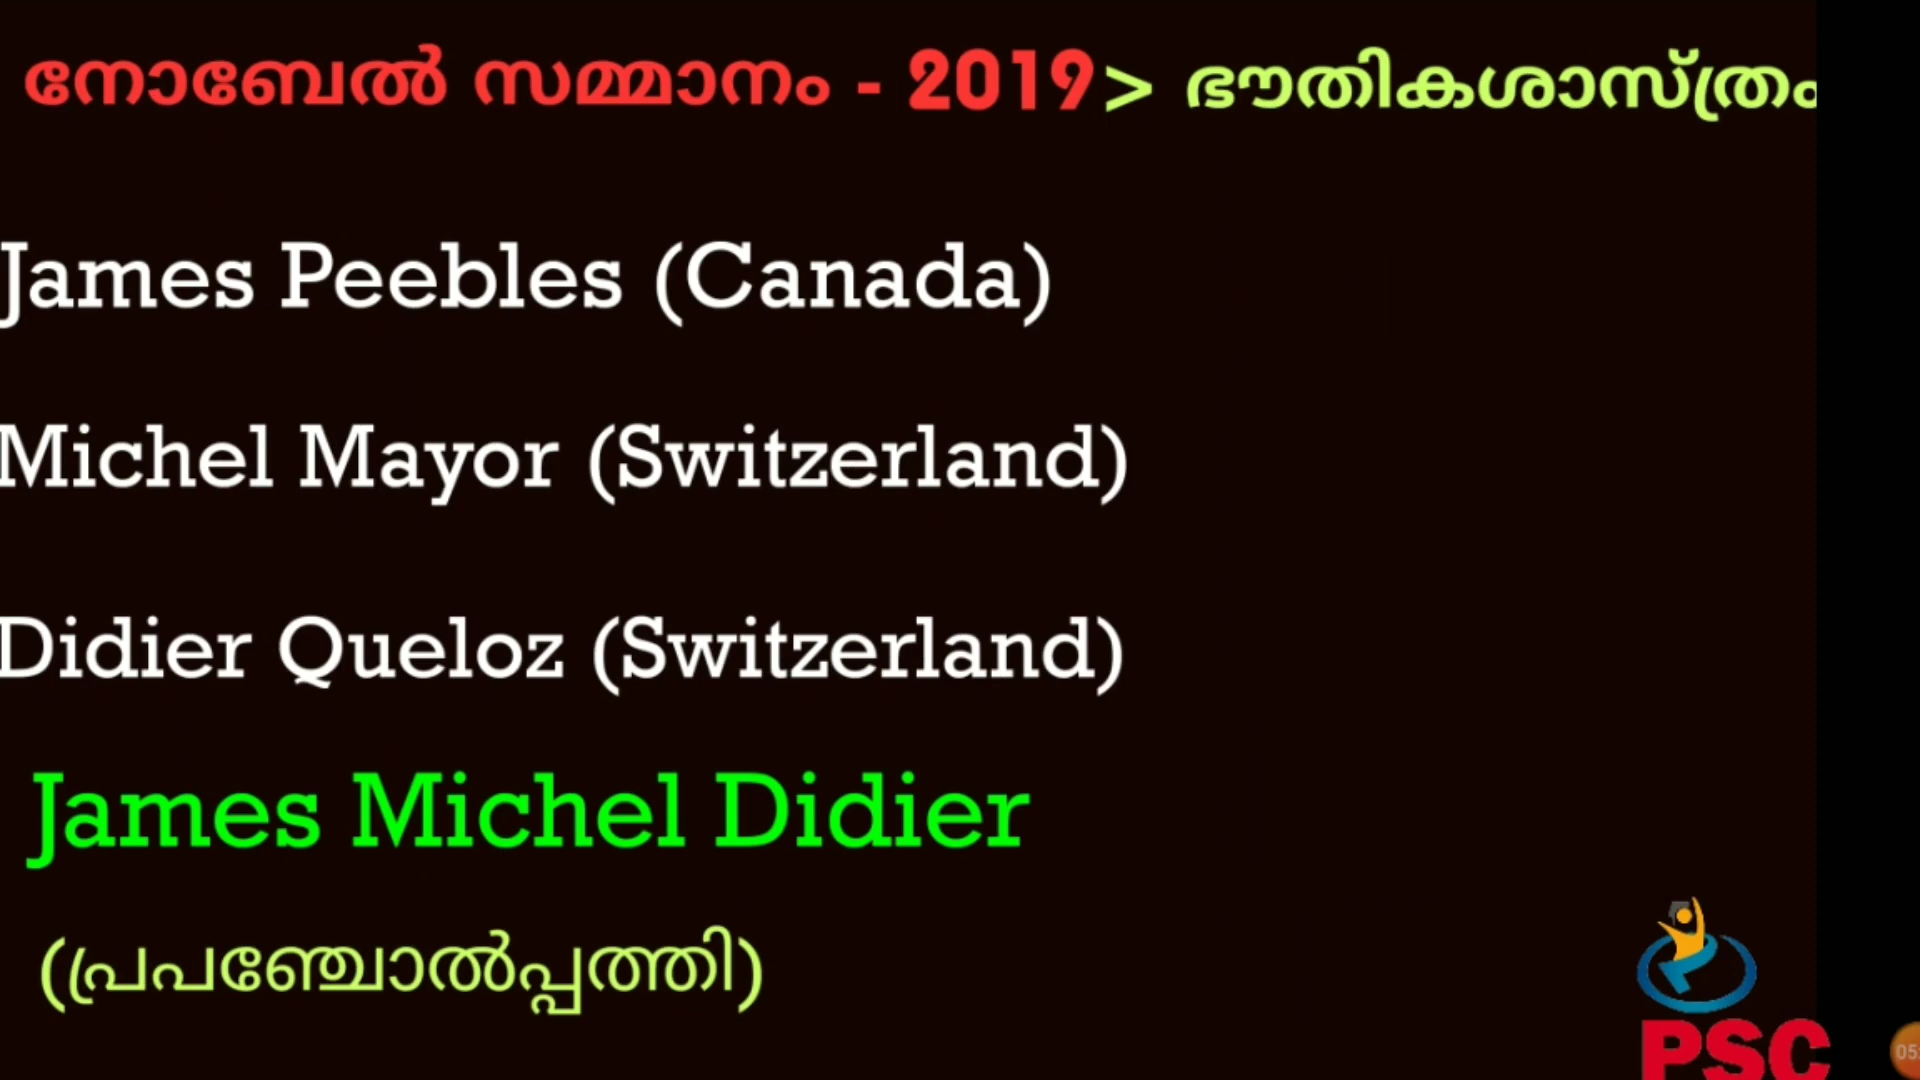 നോബേൽ സമ്മാനം - 2019> ഭൗതികശാസ്ത്രം
James Peebles (Canada)
Michel Mayor (Switzerland)
Didier Queloz (Switzerland)
James Michel Didier
(പ്രപഞ്ചോൽപ്പത്തി)
PSC
05